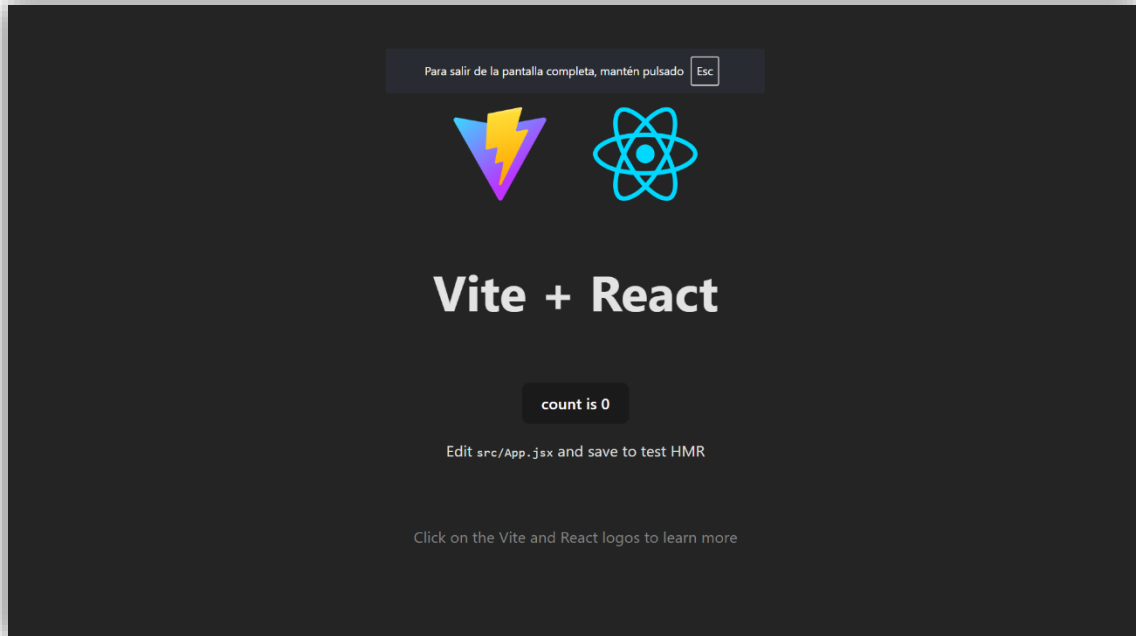 Para salir de la pantalla completa, mantén pulsado Esc
Vite + React
count is 0
Edit src/App.jsx and save to test HMR
Click on the Vite and React logos to learn more